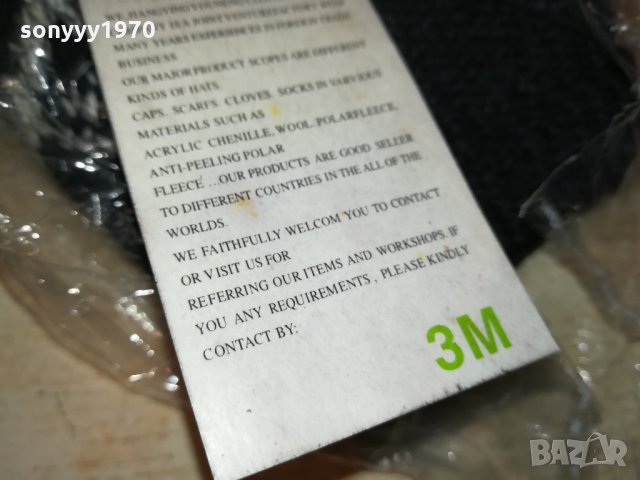 sonyyy1970
MANY YEARS EXPERIENCES IN FOREIGN TRADE
BUSINESS
OUR MAJOR PRODUCT SCOPES ARE DIFFERENT
KINDS OF HATS.
CAPS. SCARFS. CLOVES. SOCKS IN VARVIOUS
MATERIALS SUCH AS
ACRYLIC CHENILLE, WOOL. POLARFLEECE,
ANTI-PEELING POLAR
FLEECE ...OUR PRODUCTS ARE GOOD SELEER
TO DIFFERENT COUNTRIES IN THE ALL OF THE
WORLDS.
WE FAITHFULLY WELCOM YOU TO CONTACT
OR VISIT US FOR
REFERRING OUR ITEMS AND WORKSHOPS. IF
YOU ANY REQUIREMENTS, PLEASE KINDLY
CONTACT BY:
3M
BAZAR